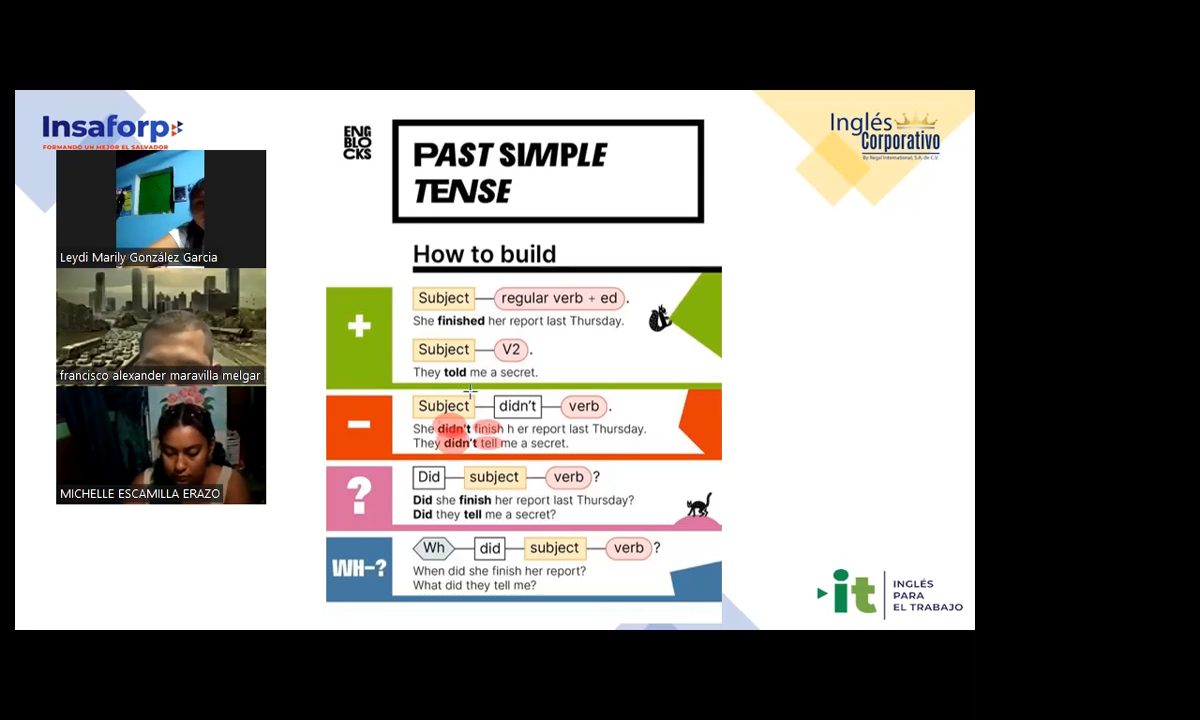 Insaforp
FORMANDO UN MEJOR EL SALVADOR
Leydi Marily González Garcia
francisco alexander maravilla melgar
MICHELLE ESCAMILLA ERAZO
ENG
BLO
CKS
PAST SIMPLE
TENSE
How to build
+
Subject regular verb + ed .
She finished her report last Thursday.
Subject V2 .
They told me a secret.
−
Subject didn't verb .
She didn't finish h er report last Thursday.
They didn't tell me a secret.
?
Did subject verb ?
Did she finish her report last Thursday?
Did they tell me a secret?
WH-?
Wh did subject verb ?
When did she finish her report?
What did they tell me?
Inglés
Corporativo
By Regal International, S.A. de C.V.
it
INGLÉS
PARA
EL TRABAJO